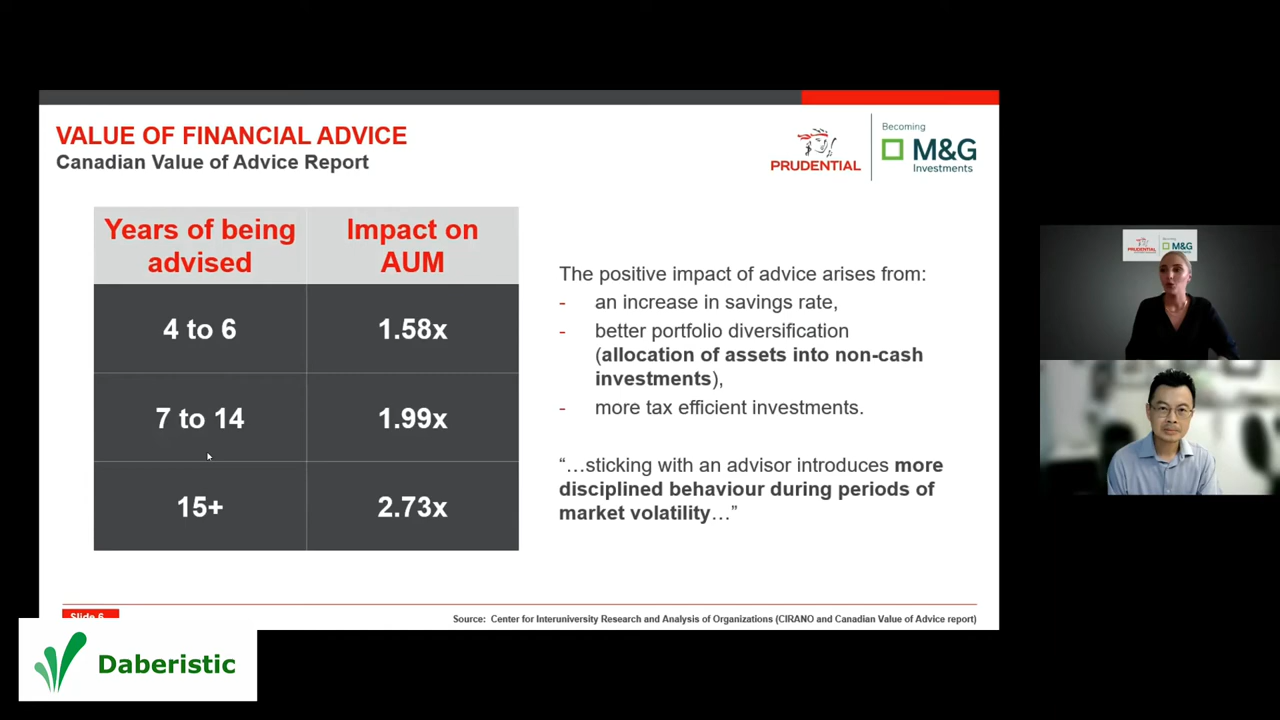 VALUE OF FINANCIAL ADVICE
Canadian Value of Advice Report
PRUDENTIAL
Becoming
M&G
Investments
Years of being advised
Impact on AUM
4 to 6
1.58x
7 to 14
1.99x
15+
2.73x
The positive impact of advice arises from:
- an increase in savings rate,
- better portfolio diversification
(allocation of assets into non-cash
investments),
- more tax efficient investments.
“…sticking with an advisor introduces more
disciplined behaviour during periods of
market volatility…”
Slide 6
Source: Center for Interuniversity Research and Analysis of Organizations (CIRANO and Canadian Value of Advice report)
Daberistic
PRUDENTIAL
M&G